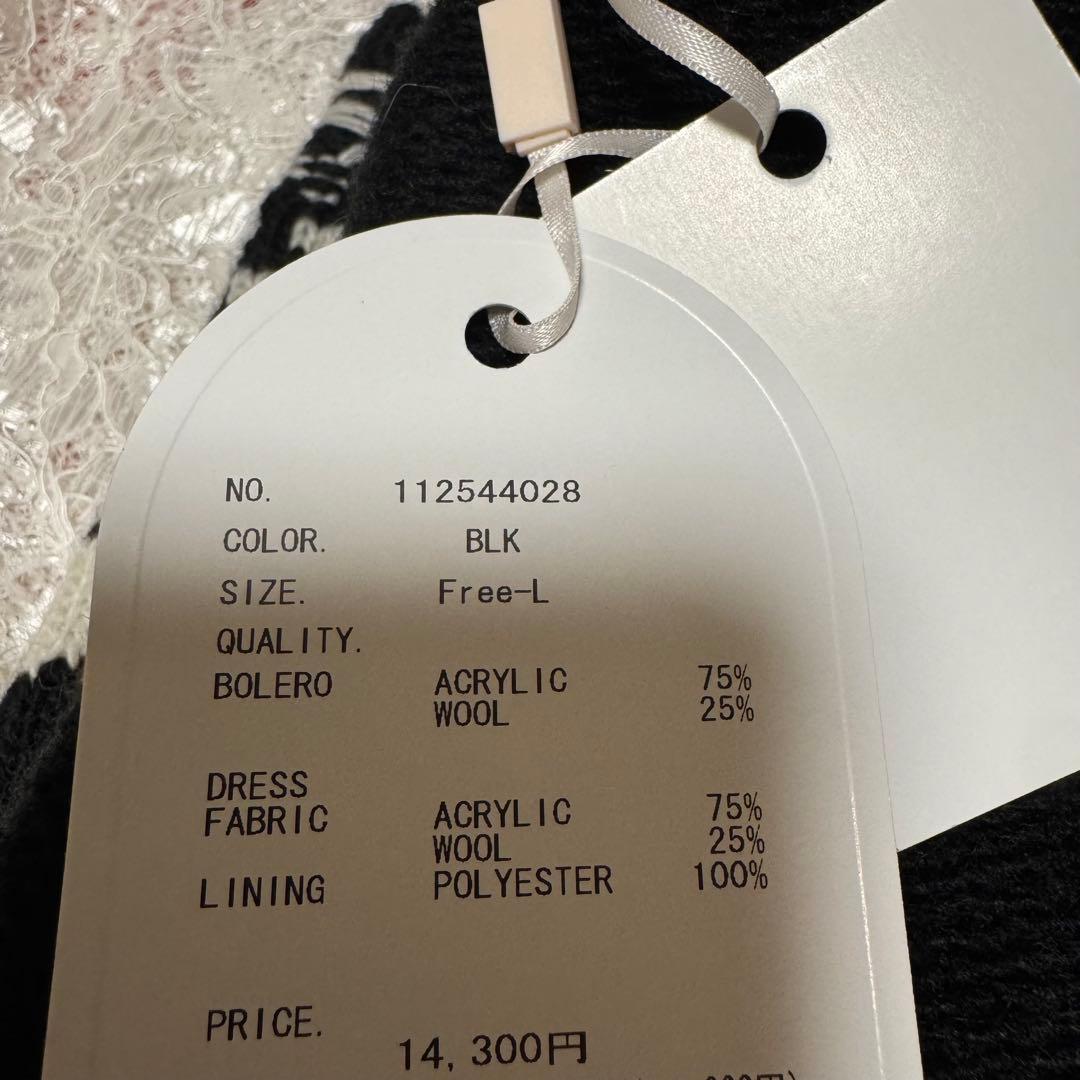 NO. 112544028
COLOR. BLK
SIZE. Free-L
QUALITY.
BOLERO ACRYLIC 75%
WOOL 25%
DRESS
FABRIC ACRYLIC 75%
WOOL 25%
LINING POLYESTER 100%
PRICE.
14,300円